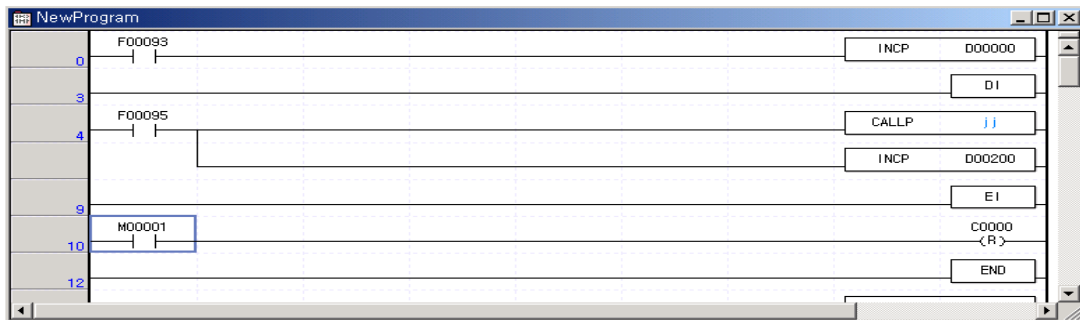 NewProgram
F00093
INCP D00000
0
DI
3
F00095
CALLP jj
4
INCP D00200
EI
9
M00001
C0000
(R)
10
END
12